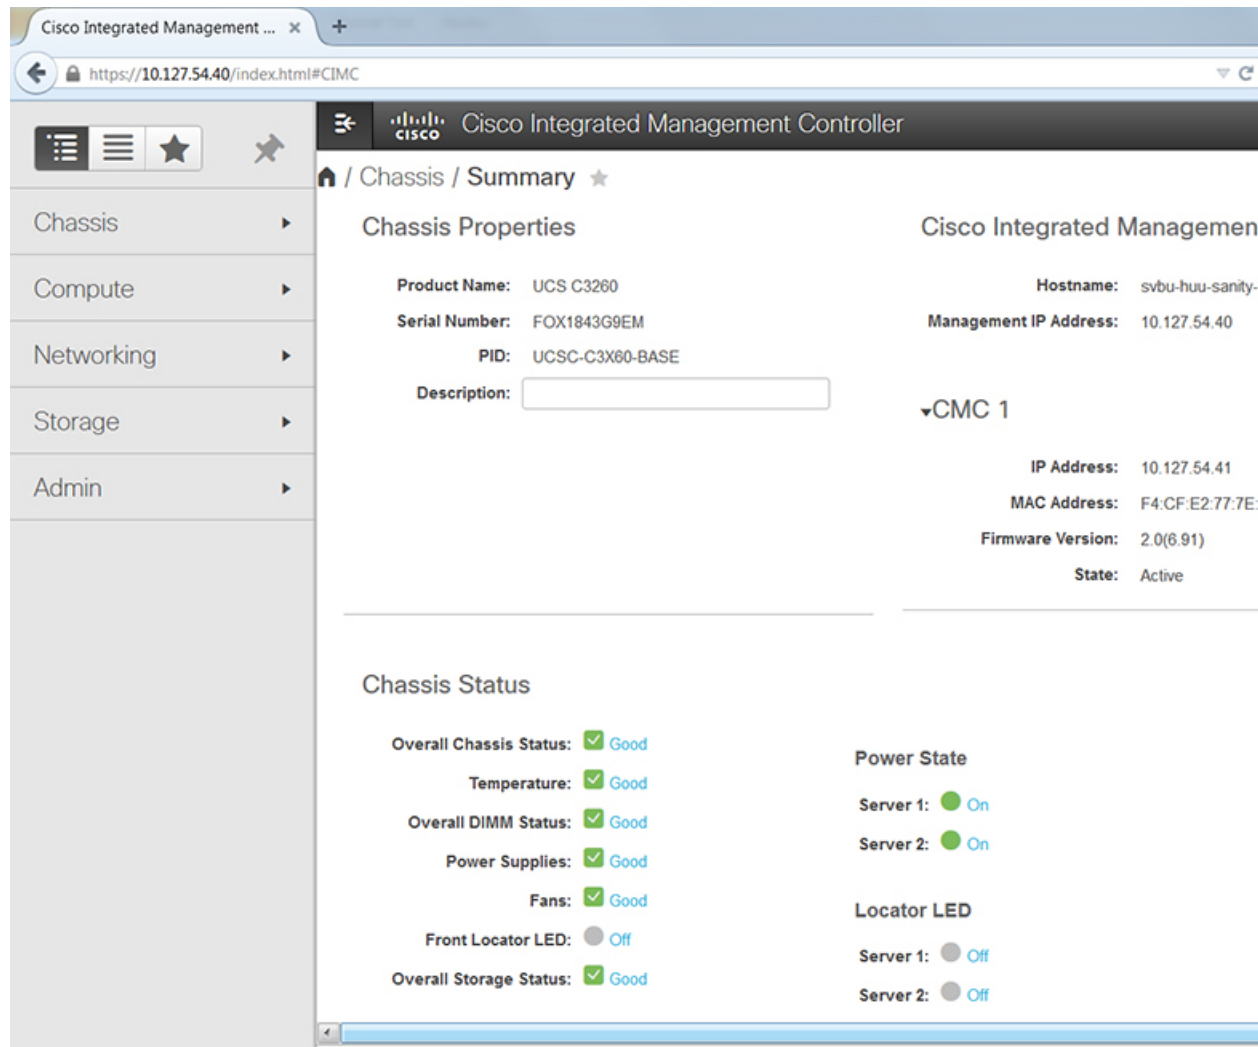 Cisco Integrated Management ... ×
https://10.127.54.40/index.html#CIMC
cisco Cisco Integrated Management Controller
/ Chassis / Summary
Chassis
Compute
Networking
Storage
Admin
Chassis Properties
Product Name: UCS C3260
Serial Number: FOX1843G9EM
PID: UCSC-C3X60-BASE
Description:
Cisco Integrated Managemen
Hostname: svbu-huu-sanity-
Management IP Address: 10.127.54.40
CMC 1
IP Address: 10.127.54.41
MAC Address: F4:CF:E2:77:7E:
Firmware Version: 2.0(6.91)
State: Active
Chassis Status
Overall Chassis Status: Good
Temperature: Good
Overall DIMM Status: Good
Power Supplies: Good
Fans: Good
Front Locator LED: Off
Overall Storage Status: Good
Power State
Server 1: On
Server 2: On
Locator LED
Server 1: Off
Server 2: Off